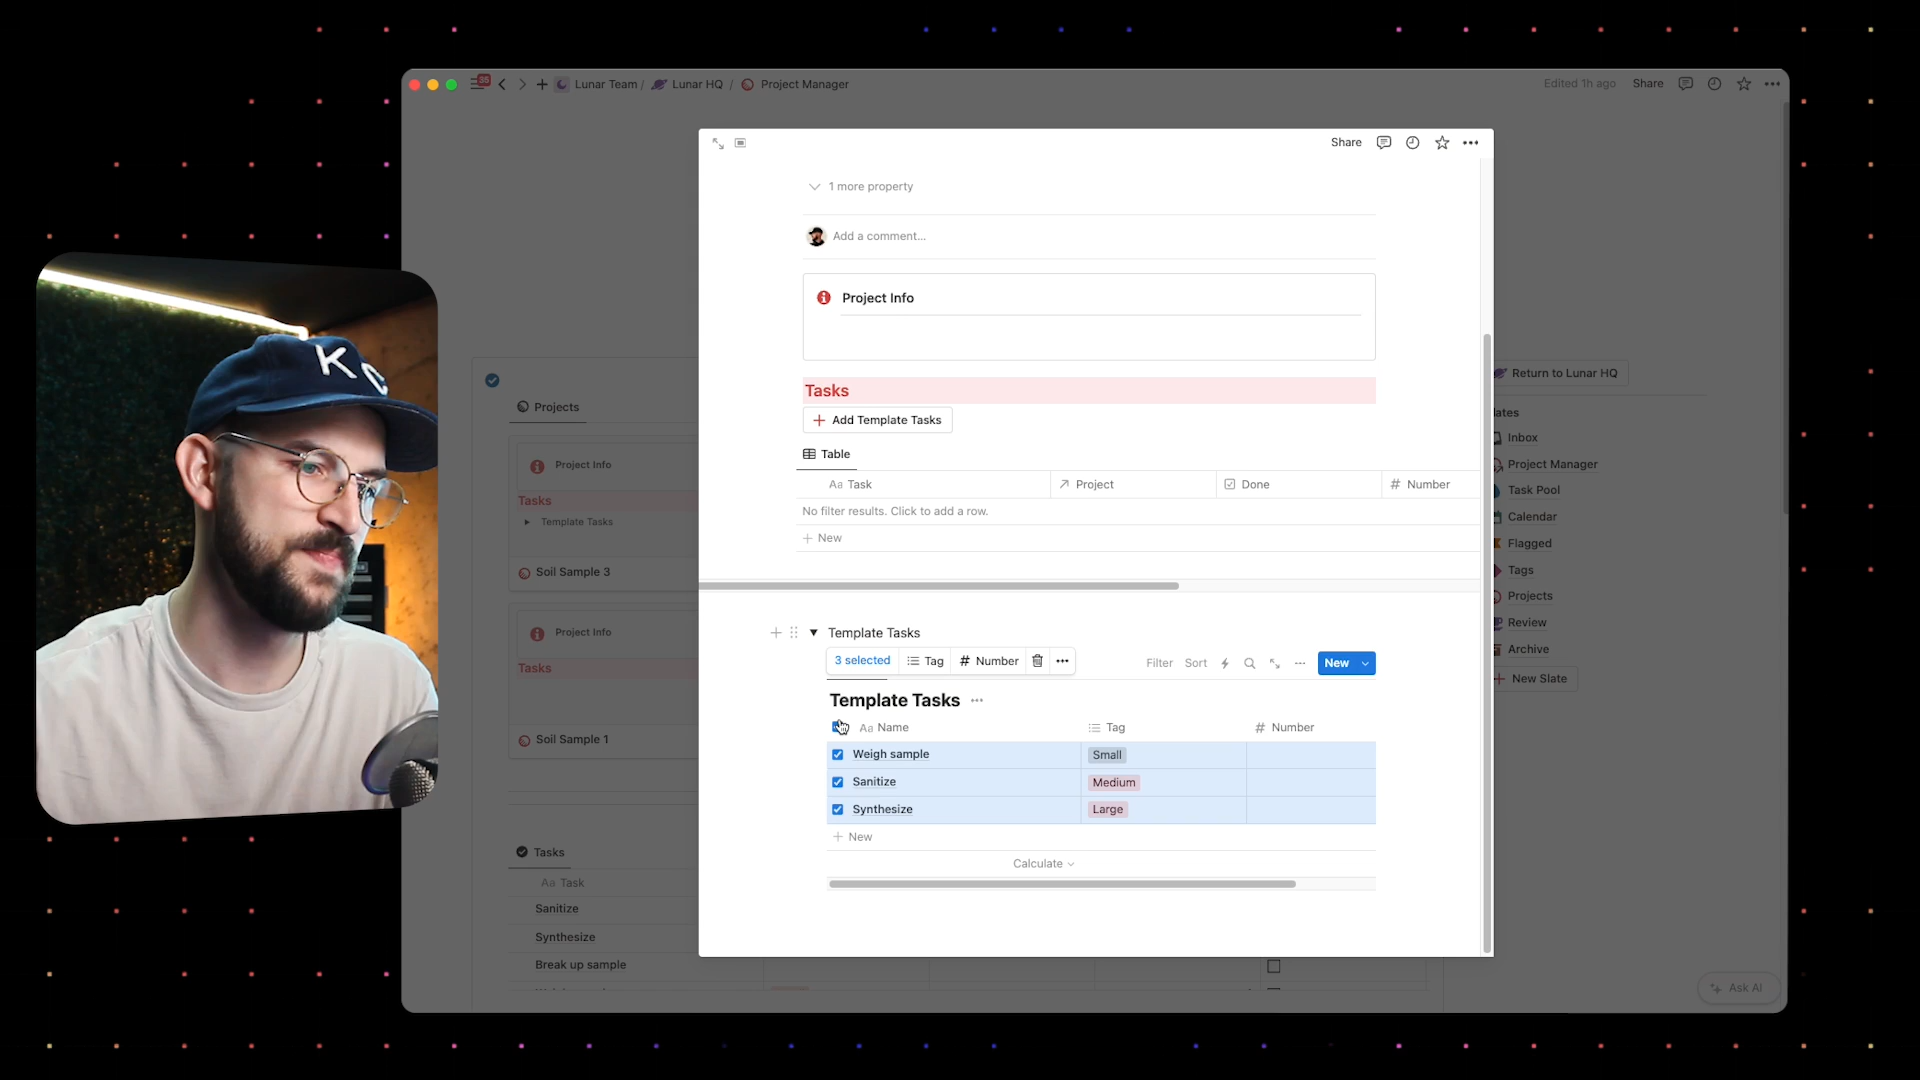 36
Lunar Team /
Lunar HQ /
Project Manager
Edited 1h ago
Share
Share
1 more property
Add a comment...
Project Info
Tasks
Add Template Tasks
Table
Aa Task
Project
Done
# Number
No filter results. Click to add a row.
+ New
Template Tasks
3 selected
Tag
# Number
Filter
Sort
New
Template Tasks
Aa Name
Tag
# Number
Weigh sample
Small
Sanitize
Medium
Synthesize
Large
+ New
Calculate
Projects
Project Info
Tasks
Template Tasks
Soil Sample 3
Project Info
Tasks
Soil Sample 1
Tasks
Aa Task
Sanitize
Synthesize
Break up sample
Return to Lunar HQ
lates
Inbox
Project Manager
Task Pool
Calendar
Flagged
Tags
Projects
Review
Archive
+ New Slate
Ask AI
K C